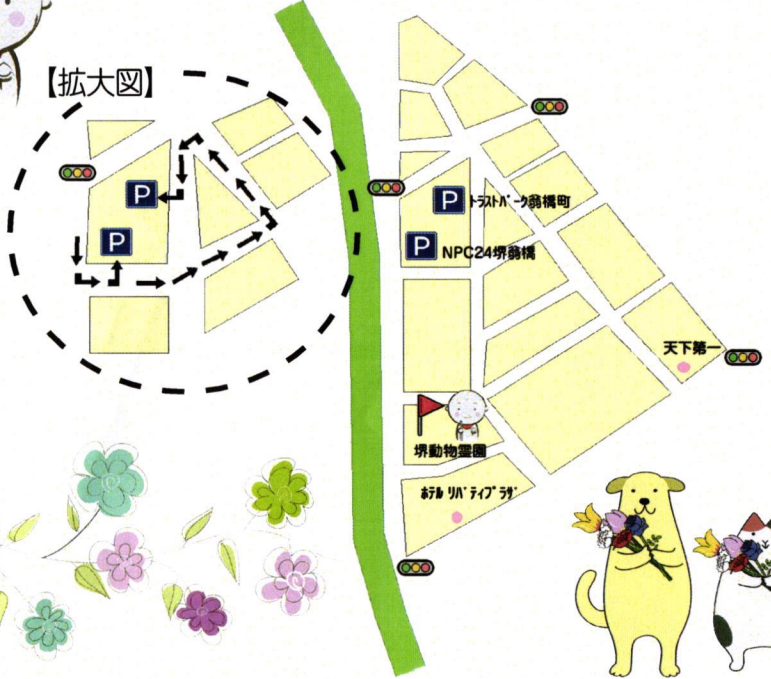 【拡大図】
P
P
P トラストパーク翁橋町
P NPC24堺翁橋
天下第一
堺動物霊園
ホテル リバティプラザ